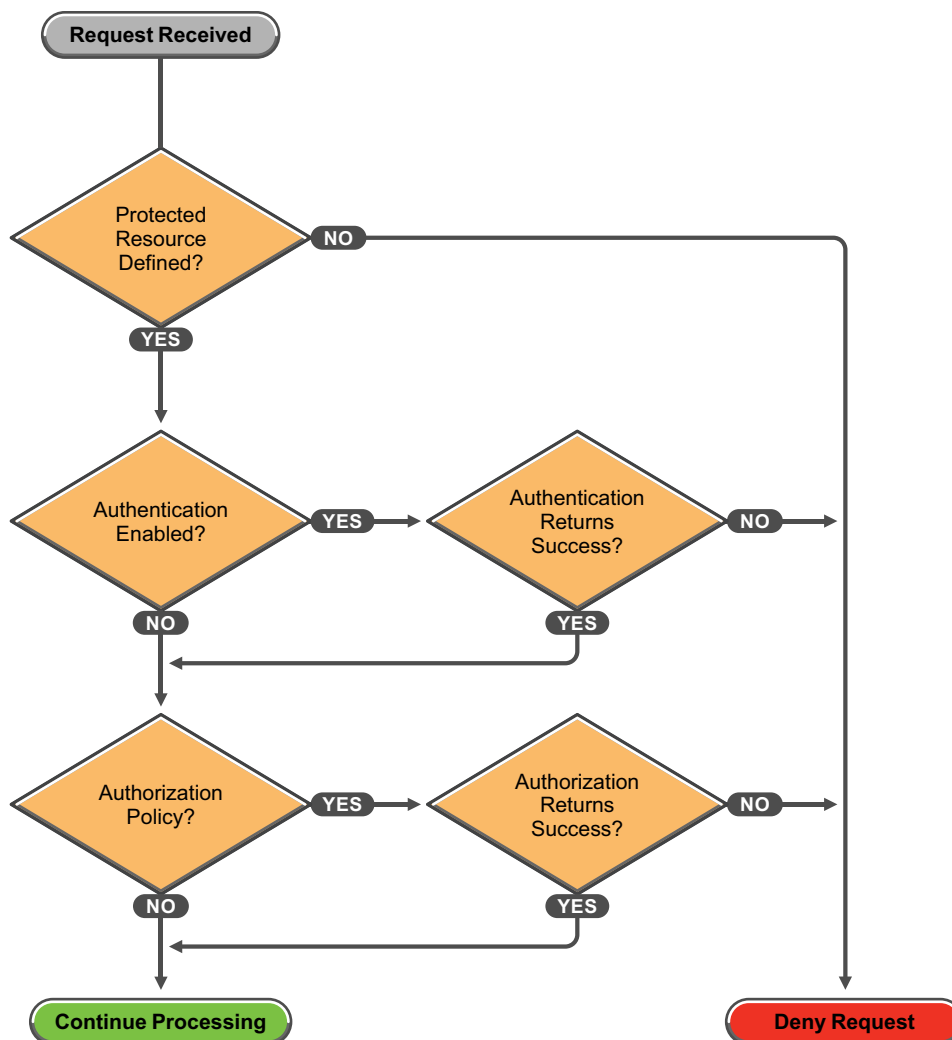 Request Received
Protected
Resource
Defined?
NO
YES
Authentication
Enabled?
YES
Authentication
Returns
Success?
NO
NO
YES
Authorization
Policy?
YES
Authorization
Returns
Success?
NO
NO
YES
Continue Processing
Deny Request